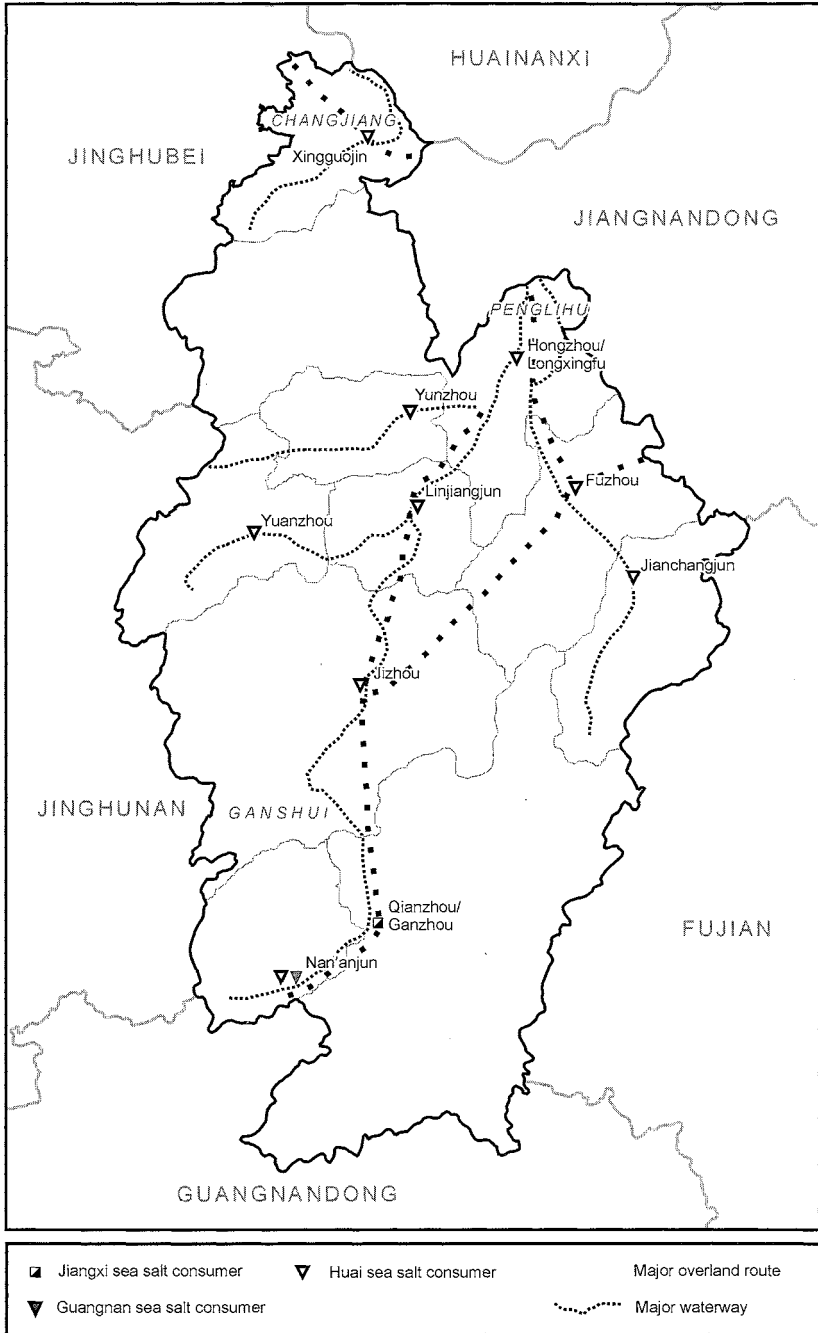 HUAINANXI
CHANGJIANG
JINGHUBEI
Xingguojin
JIANGNANDONG
PENGLIHU
Hongzhou/
Longxingfu
Yunzhou
Fuzhou
Linjiangjun
Yuanzhou
Jianchangjun
Jizhou
JINGHUNAN
GANSHUI
Qianzhou/
Ganzhou
FUJIAN
Nan'anjun
GUANGNANDONG
Jiangxi sea salt consumer
Huai sea salt consumer
Major overland route
Guangnan sea salt consumer
Major waterway